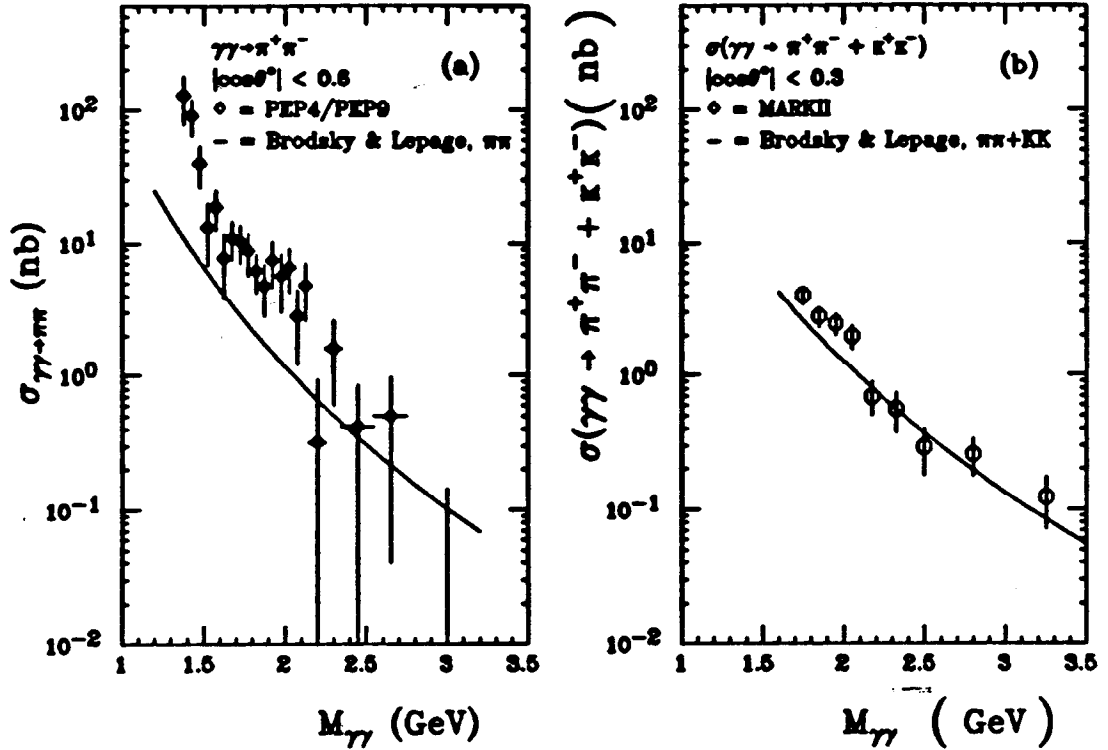 γγ→π⁺π⁻
|cosθ*| < 0.6
(a)
◇ = PEP4/PEP9
− = Brodsky & Lepage, ππ
10²
10¹
10⁰
10⁻¹
10⁻²
1 1.5 2 2.5 3 3.5
σγγ→ππ (nb)
Mγγ (GeV)
σ(γγ → π⁺π⁻ + K⁺K⁻)
|cosθ*| < 0.3
(b)
◇ = MARKII
− = Brodsky & Lepage, ππ+KK
10²
10¹
10⁰
10⁻¹
10⁻²
1 1.5 2 2.5 3 3.5
σ(γγ → π⁺π⁻ + K⁺K⁻)( nb)
Mγγ ( GeV )